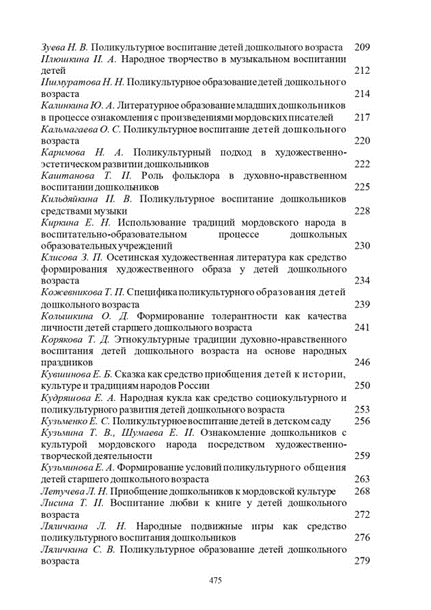 Зуева Н. В. Поликультурное воспитание детей дошкольного возраста 209
Илюшкина П. А. Народное творчество в музыкальном воспитании
детей 212
Ишмуратова Н. Н. Поликультурное образование детей дошкольного
возраста 214
Калинкина Ю. А. Литературное образование младших дошкольников
в процессе ознакомления с произведениями мордовских писателей 217
Кальмагаева О. С. Поликультурное воспитание детей дошкольного
возраста 220
Каримова Н. А. Поликультурный подход в художественно-
эстетическом развитии дошкольников 222
Каштанова Т. П. Роль фольклора в духовно-нравственном
воспитании дошкольников 225
Кильдяйкина И. В. Поликультурное воспитание дошкольников
средствами музыки 228
Киркина Е. Н. Использование традиций мордовского народа в
воспитательно-образовательном процессе дошкольных
образовательных учреждений 230
Клисова З. П. Осетинская художественная литература как средство
формирования художественного образа у детей дошкольного
возраста 234
Кожевникова Т. П. Специфика поликультурного образования детей
дошкольного возраста 239
Колышкина О. Д. Формирование толерантности как качества
личности детей старшего дошкольного возраста 241
Корякова Т. Д. Этнокультурные традиции духовно-нравственного
воспитания детей дошкольного возраста на основе народных
праздников 246
Кувшинова Е. Б. Сказка как средство приобщения детей к истории,
культуре и традициям народов России 250
Кудряшова Е. А. Народная кукла как средство социокультурного и
поликультурного развития детей дошкольного возраста 253
Кузьменко Е. С. Поликультурное воспитание детей в детском саду 256
Кузьмина Т. В., Шумаева Е. П. Ознакомление дошкольников с
культурой мордовского народа посредством художественно-
творческой деятельности 259
Кузьминова Е. А. Формирование условий поликультурного общения
детей старшего дошкольного возраста 263
Летучева Л. Н. Приобщение дошкольников к мордовской культуре 268
Лисина Т. П. Воспитание любви к книге у детей дошкольного
возраста 272
Ляличкина Л. Н. Народные подвижные игры как средство
поликультурного воспитания дошкольников 276
Ляличкина С. В. Поликультурное образование детей дошкольного
возраста 279
475